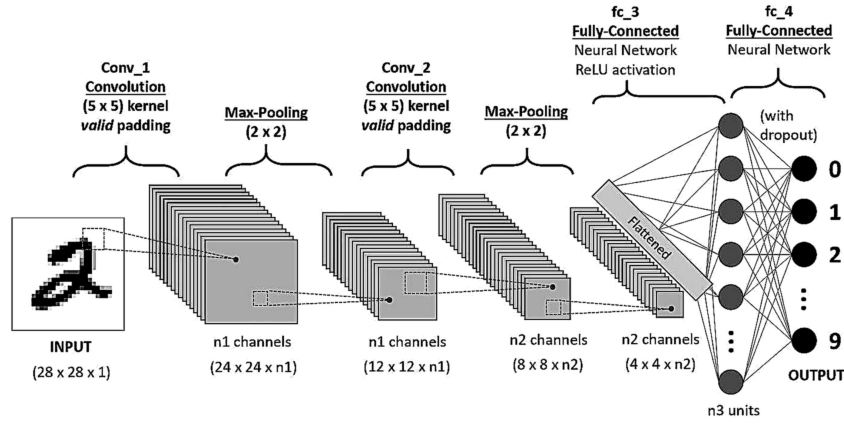 Conv_1
Convolution
(5 x 5) kernel
valid padding
Max-Pooling
(2 x 2)
Conv_2
Convolution
(5 x 5) kernel
valid padding
Max-Pooling
(2 x 2)
fc_3
Fully-Connected
Neural Network
ReLU activation
fc_4
Fully-Connected
Neural Network
(with
dropout)
Flattened
0
1
2
9
OUTPUT
INPUT
(28 x 28 x 1)
n1 channels
(24 x 24 x n1)
n1 channels
(12 x 12 x n1)
n2 channels
(8 x 8 x n2)
n2 channels
(4 x 4 x n2)
n3 units
2